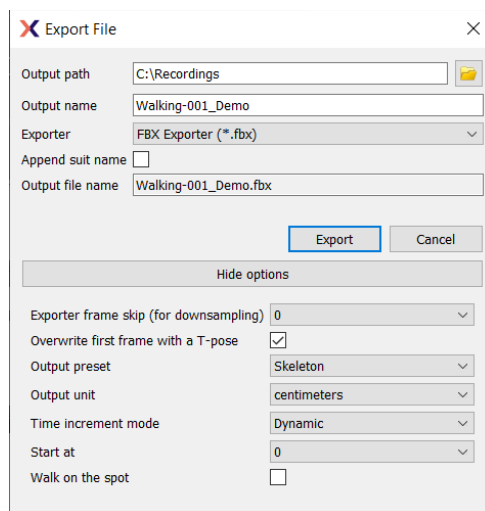 Export File
Output path C:\Recordings
Output name Walking-001_Demo
Exporter FBX Exporter (*.fbx)
Append suit name
Output file name Walking-001_Demo.fbx
Export Cancel
Hide options
Exporter frame skip (for downsampling) 0
Overwrite first frame with a T-pose
Output preset Skeleton
Output unit centimeters
Time increment mode Dynamic
Start at 0
Walk on the spot